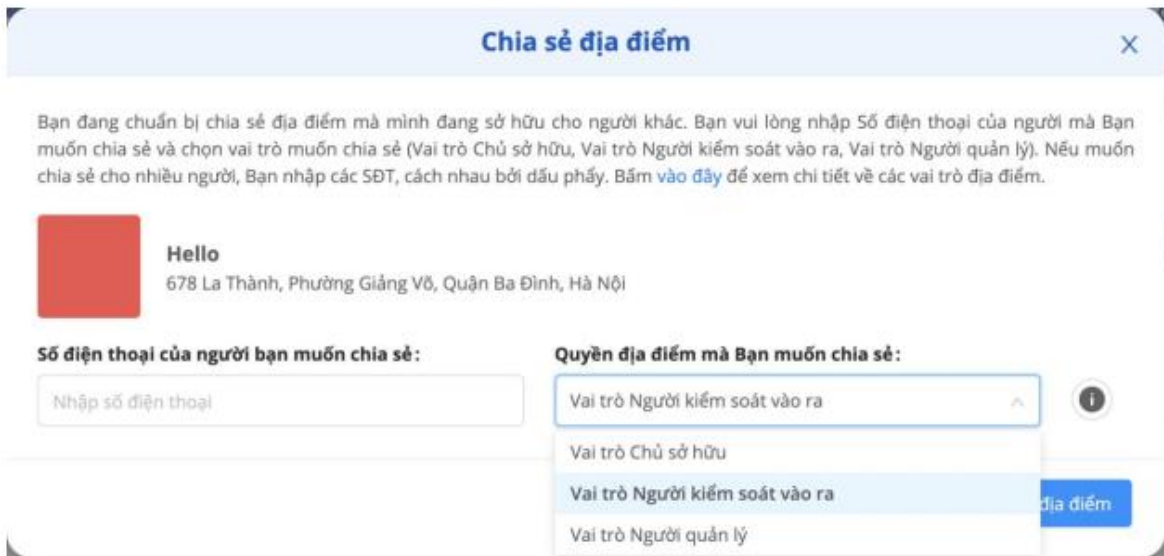 Chia sẻ địa điểm
Bạn đang chuẩn bị chia sẻ địa điểm mà mình đang sở hữu cho người khác. Bạn vui lòng nhập Số điện thoại của người mà Bạn
muốn chia sẻ và chọn vai trò muốn chia sẻ (Vai trò Chủ sở hữu, Vai trò Người kiểm soát vào ra, Vai trò Người quản lý). Nếu muốn
chia sẻ cho nhiều người, Bạn nhập các SĐT, cách nhau bởi dấu phẩy. Bấm vào đây để xem chi tiết về các vai trò địa điểm.
Hello
678 La Thành, Phường Giảng Võ, Quận Ba Đình, Hà Nội
Số điện thoại của người bạn muốn chia sẻ:
Nhập số điện thoại
Quyền địa điểm mà Bạn muốn chia sẻ:
Vai trò Người kiểm soát vào ra
Vai trò Chủ sở hữu
Vai trò Người kiểm soát vào ra
Vai trò Người quản lý
địa điểm